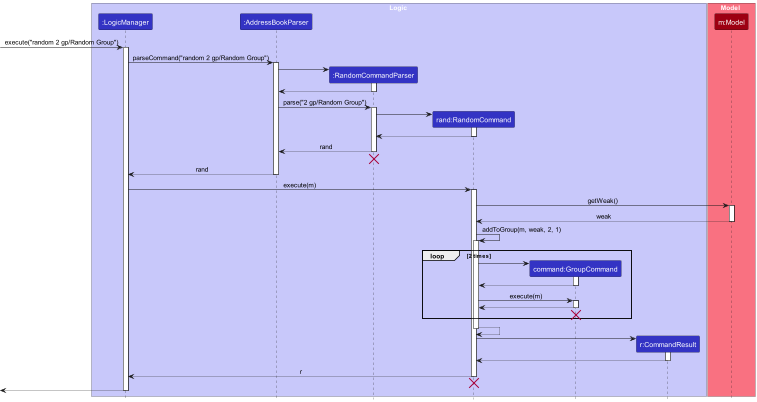 Logic
Model
:LogicManager
:AddressBookParser
m:Model
execute("random 2 gp/Random Group")
parseCommand("random 2 gp/Random Group")
:RandomCommandParser
parse("2 gp/Random Group")
rand:RandomCommand
rand
rand
execute(m)
getWeak()
weak
addToGroup(m, weak, 2, 1)
loop
[2 times]
command:GroupCommand
execute(m)
r:CommandResult
r